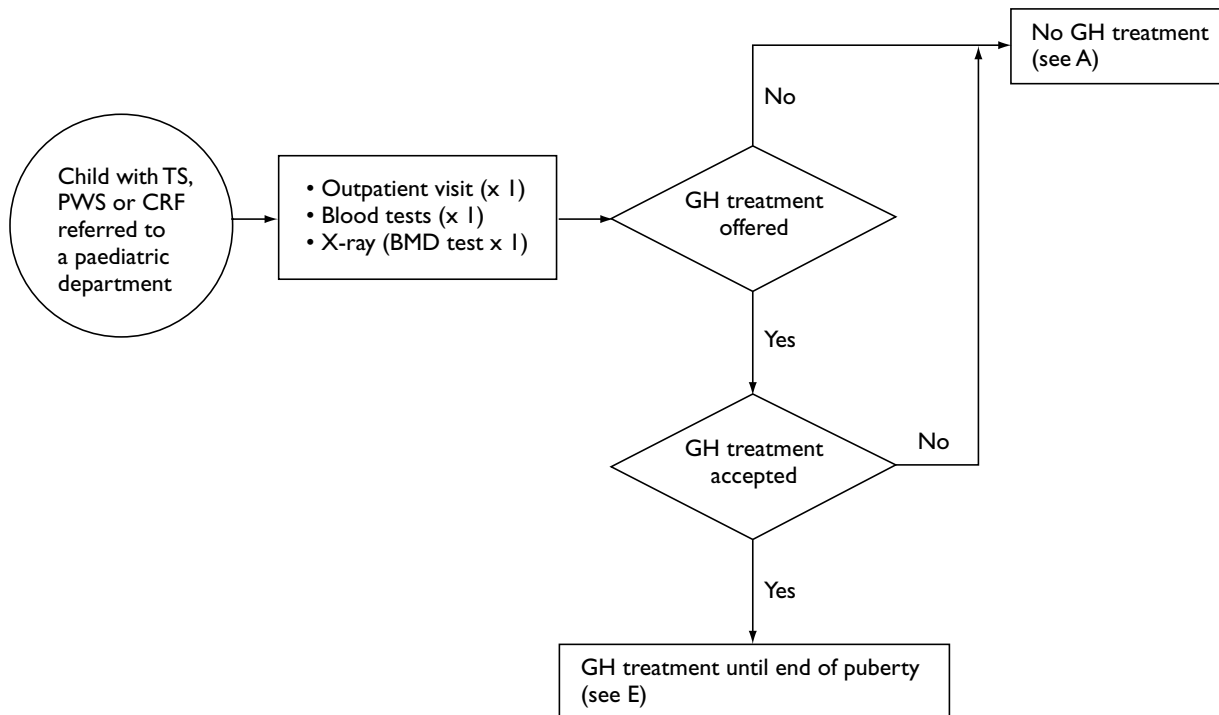 Child with TS,
PWS or CRF
referred to
a paediatric
department
• Outpatient visit (x 1)
• Blood tests (x 1)
• X-ray (BMD test x 1)
GH treatment
offered
No
No GH treatment
(see A)
Yes
GH treatment
accepted
No
Yes
GH treatment until end of puberty
(see E)